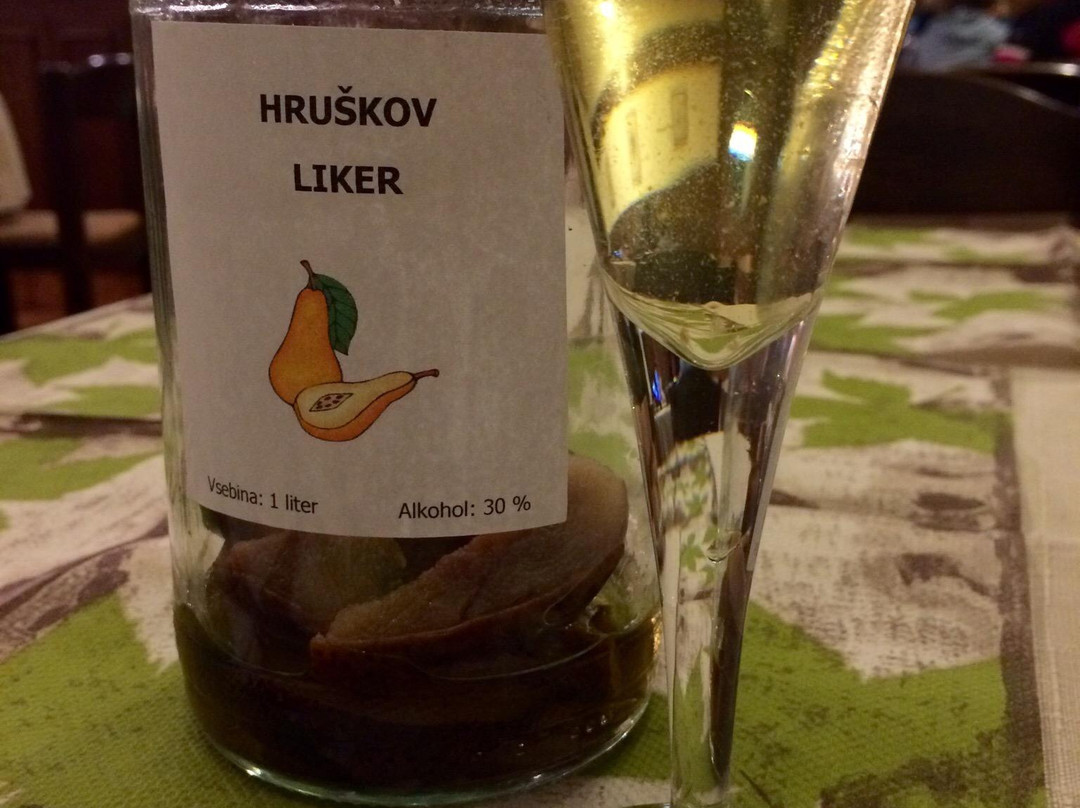 HRUŠKOV
LIKER
Vsebina: 1 liter
Alkohol: 30 %